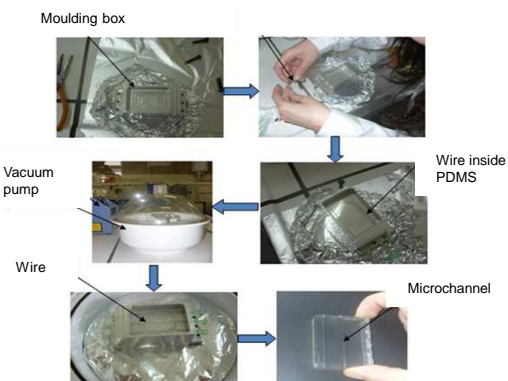 Moulding box
Wire inside
PDMS
Vacuum
pump
Wire
Microchannel